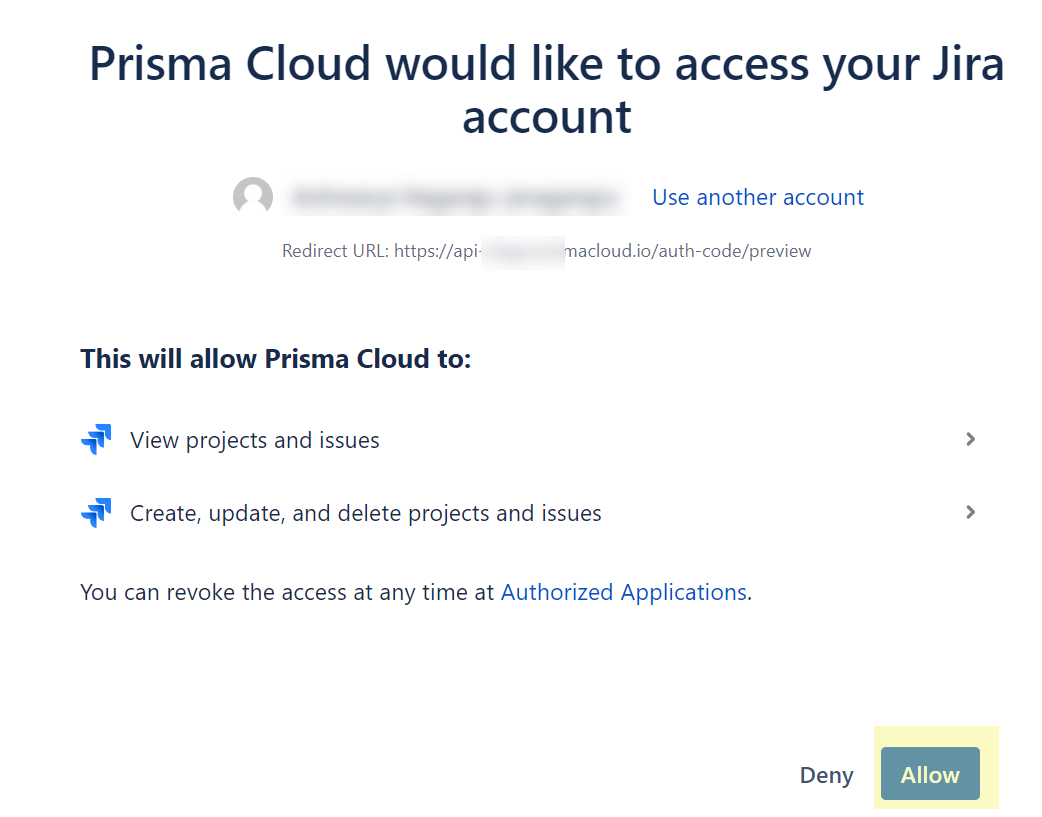 Prisma Cloud would like to access your Jira
account
Use another account
Redirect URL: https://api- macloud.io/auth-code/preview
This will allow Prisma Cloud to:
View projects and issues
Create, update, and delete projects and issues
You can revoke the access at any time at Authorized Applications.
Deny Allow